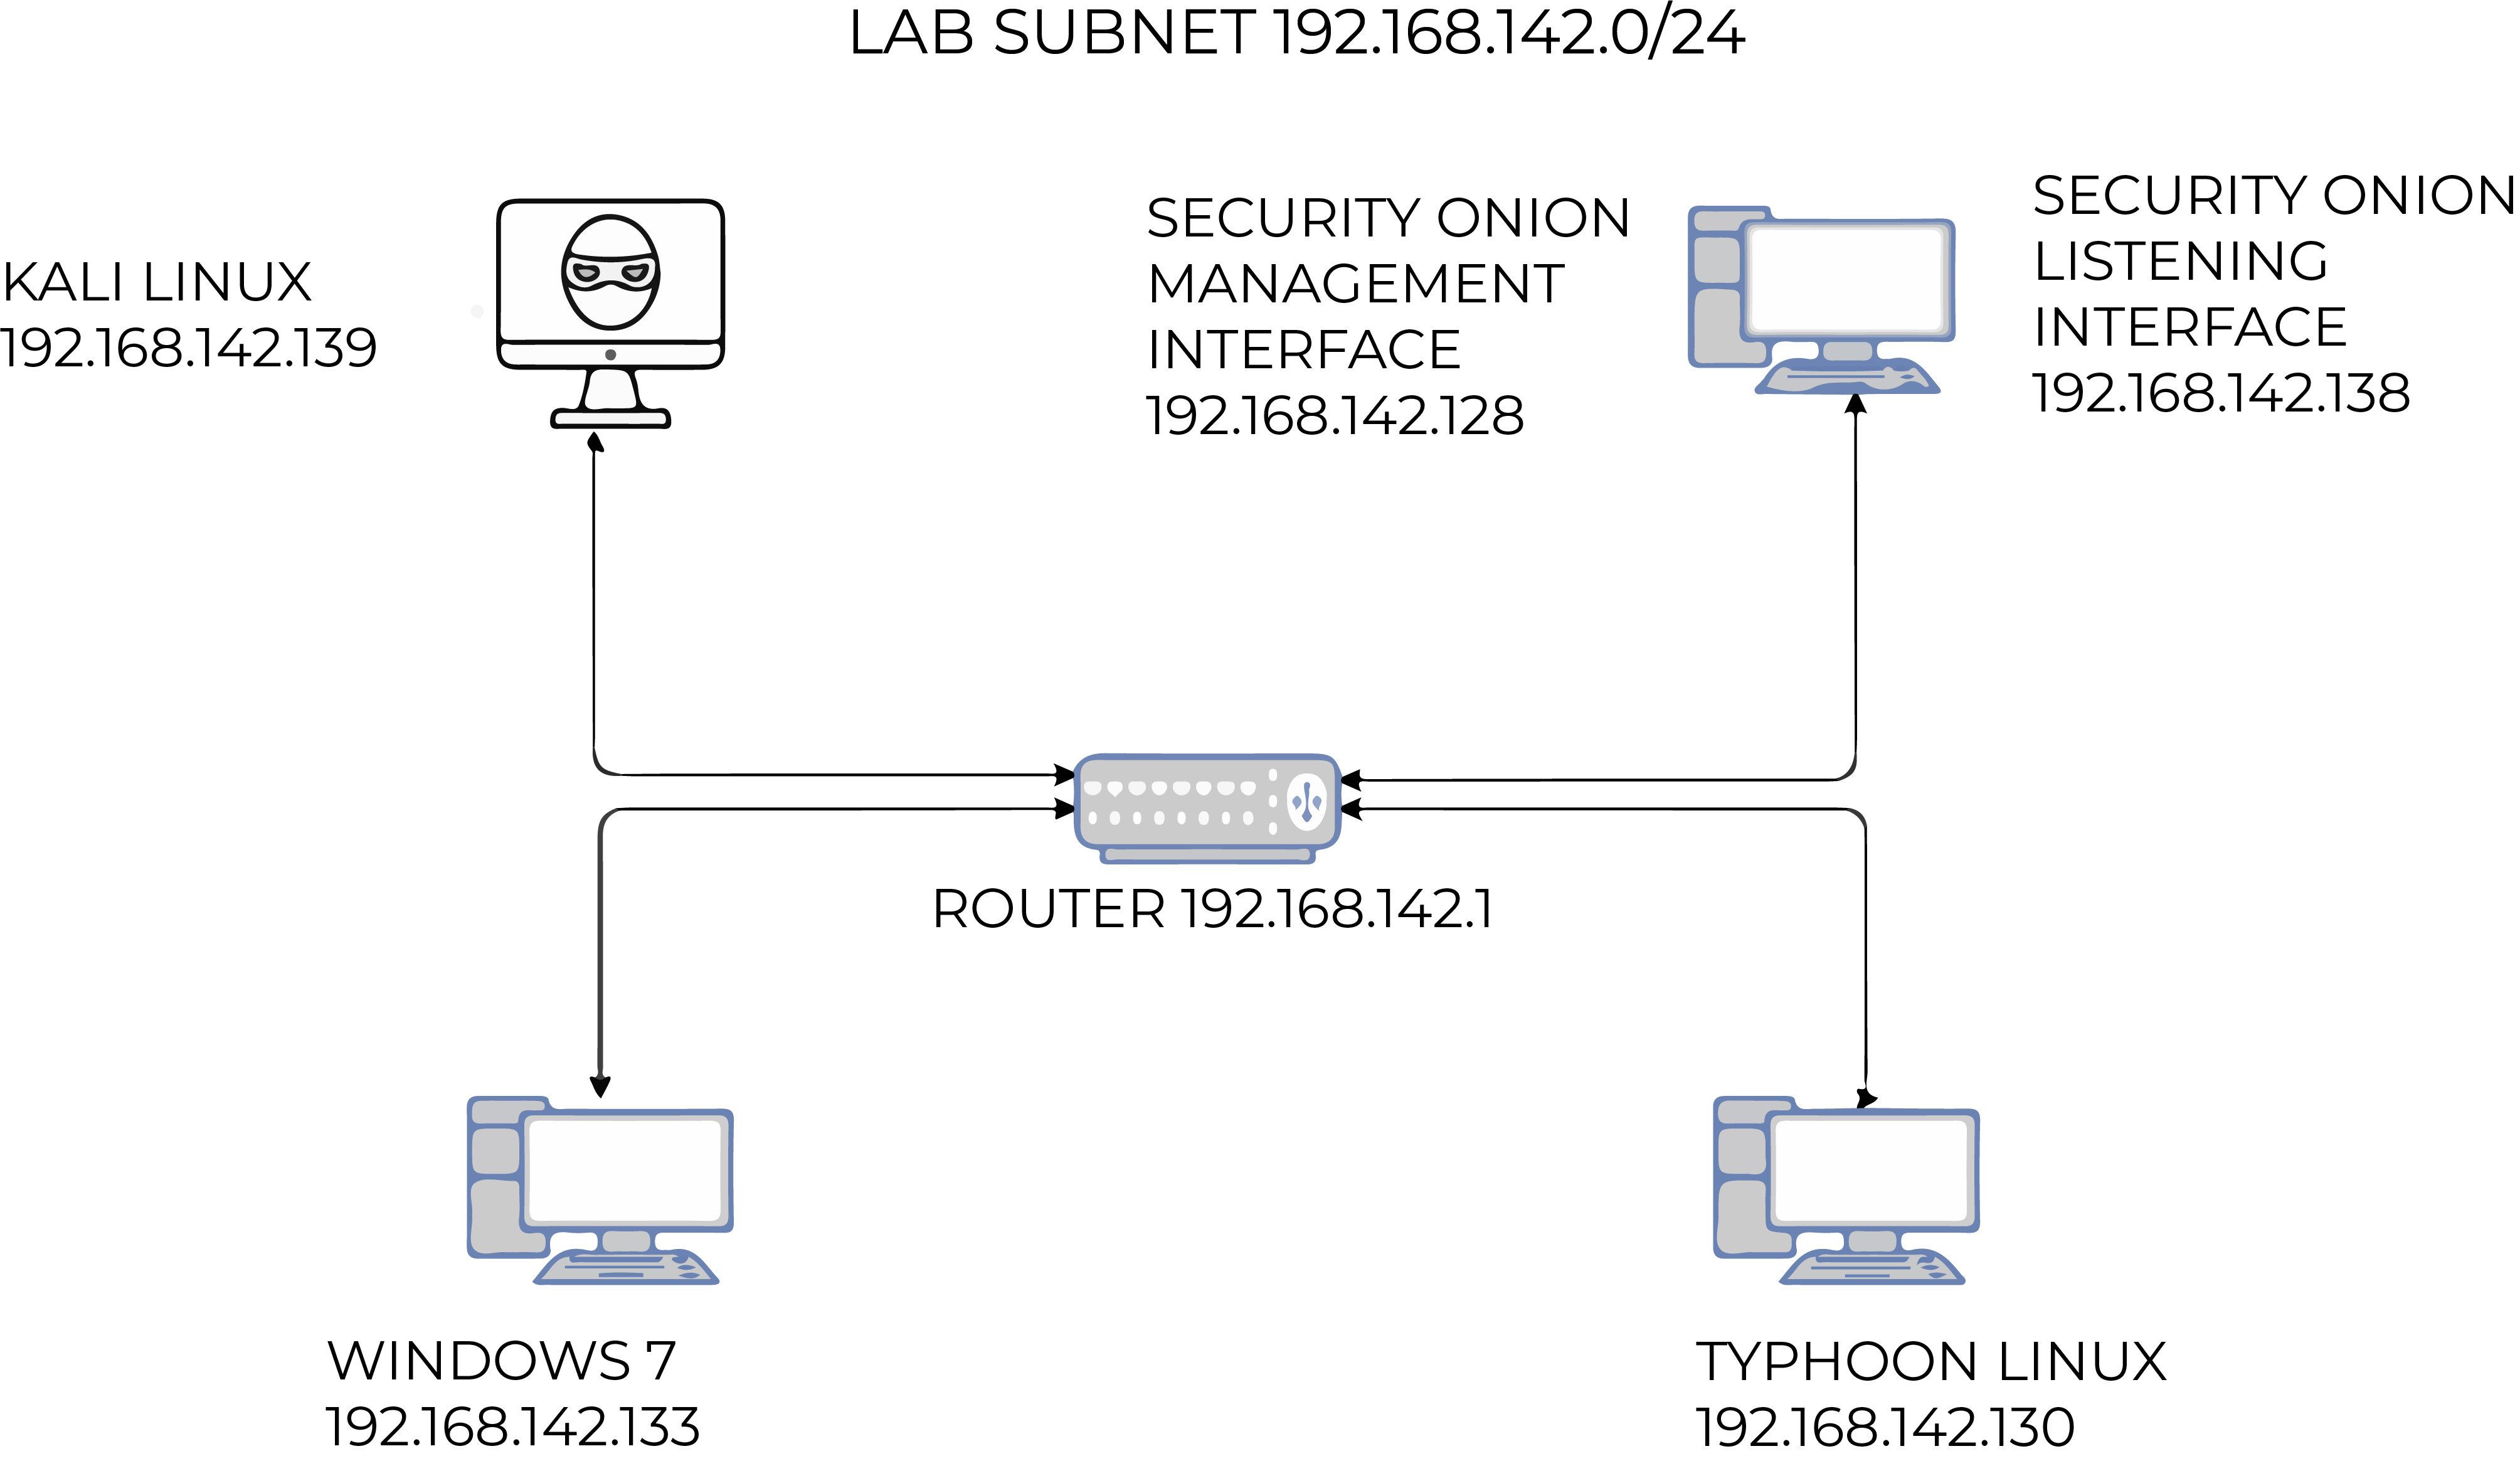 LAB SUBNET 192.168.142.0/24
KALI LINUX
192.168.142.139
SECURITY ONION
MANAGEMENT
INTERFACE
192.168.142.128
SECURITY ONION
LISTENING
INTERFACE
192.168.142.138
ROUTER 192.168.142.1
WINDOWS 7
192.168.142.133
TYPHOON LINUX
192.168.142.130